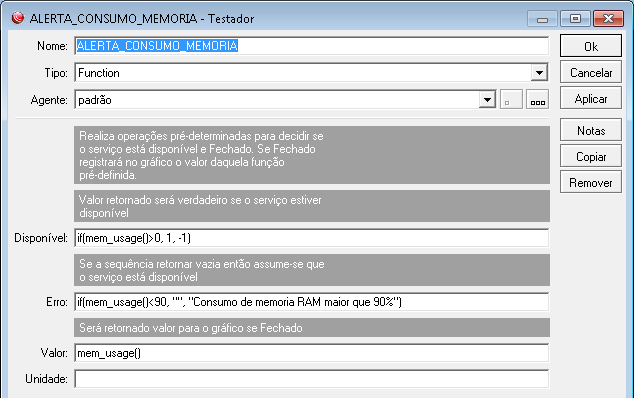 ALERTA_CONSUMO_MEMORIA - Testador
Nome: ALERTA_CONSUMO_MEMORIA
Ok
Tipo: Function
Cancelar
Agente: padrão
Aplicar
Realiza operações pré-determinadas para decidir se
o serviço está disponível e Fechado. Se Fechado
registrará no gráfico o valor daquela função
pré-definida.
Notas
Copiar
Remover
Valor retornado será verdadeiro se o serviço estiver
disponível
Disponível: if(mem_usage()>0, 1, -1)
Se a sequência retornar vazia então assume-se que
o serviço está disponível
Erro: if(mem_usage()<90, "", "Consumo de memoria RAM maior que 90%")
Será retornado valor para o gráfico se Fechado
Valor: mem_usage()
Unidade: